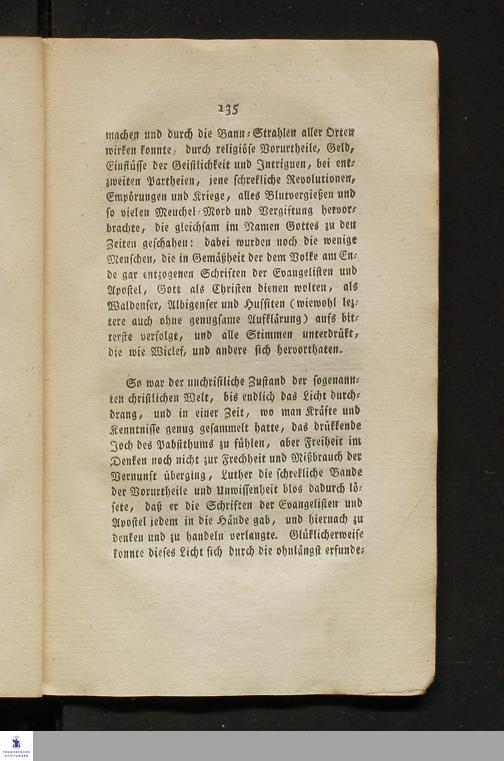 135
machen und durch die Bann-Strahlen aller Orten
wirken konnte, durch religiöse Vorurtheile, Geld,
Einflüsse der Geistlichkeit und Intriguen, bei ent-
zweiten Partheien, jene schrekliche Revolutionen,
Empörungen und Kriege, alles Blutvergießen und
so vielen Meuchel-Mord und Vergiftung hervor-
brachte, die gleichsam im Namen Gottes zu den
Zeiten geschahen: dabei wurden noch die wenige
Menschen, die in Gemäßheit der dem Volke am En-
de gar entzogenen Schriften der Evangelisten und
Apostel, Gott als Christen dienen wolten, als
Waldenser, Albigenser und Hussiten (wiewohl lez-
tere auch ohne genugsame Aufklärung) aufs bit-
terste verfolgt, und alle Stimmen unterdrükt,
die wie Wiclef, und andere sich hervorthaten.
So war der unchristliche Zustand der sogenann-
ten christlichen Welt, bis endlich das Licht durch-
drang, und in einer Zeit, wo man Kräfte und
Kenntnisse genug gesammelt hatte, das drükkende
Joch des Pabstthums zu fühlen, aber Freiheit im
Denken noch nicht zur Frechheit und Mißbrauch der
Vernunft überging, Luther die schrekliche Bande
der Vorurtheile und Unwissenheit blos dadurch lö-
sete, daß er die Schriften der Evangelisten und
Apostel jedem in die Hände gab, und hiernach zu
denken und zu handeln verlangte. Glüklicherweise
konnte dieses Licht sich durch die ohnlängst erfunde-
FRANCKESCHE
STIFTUNGEN